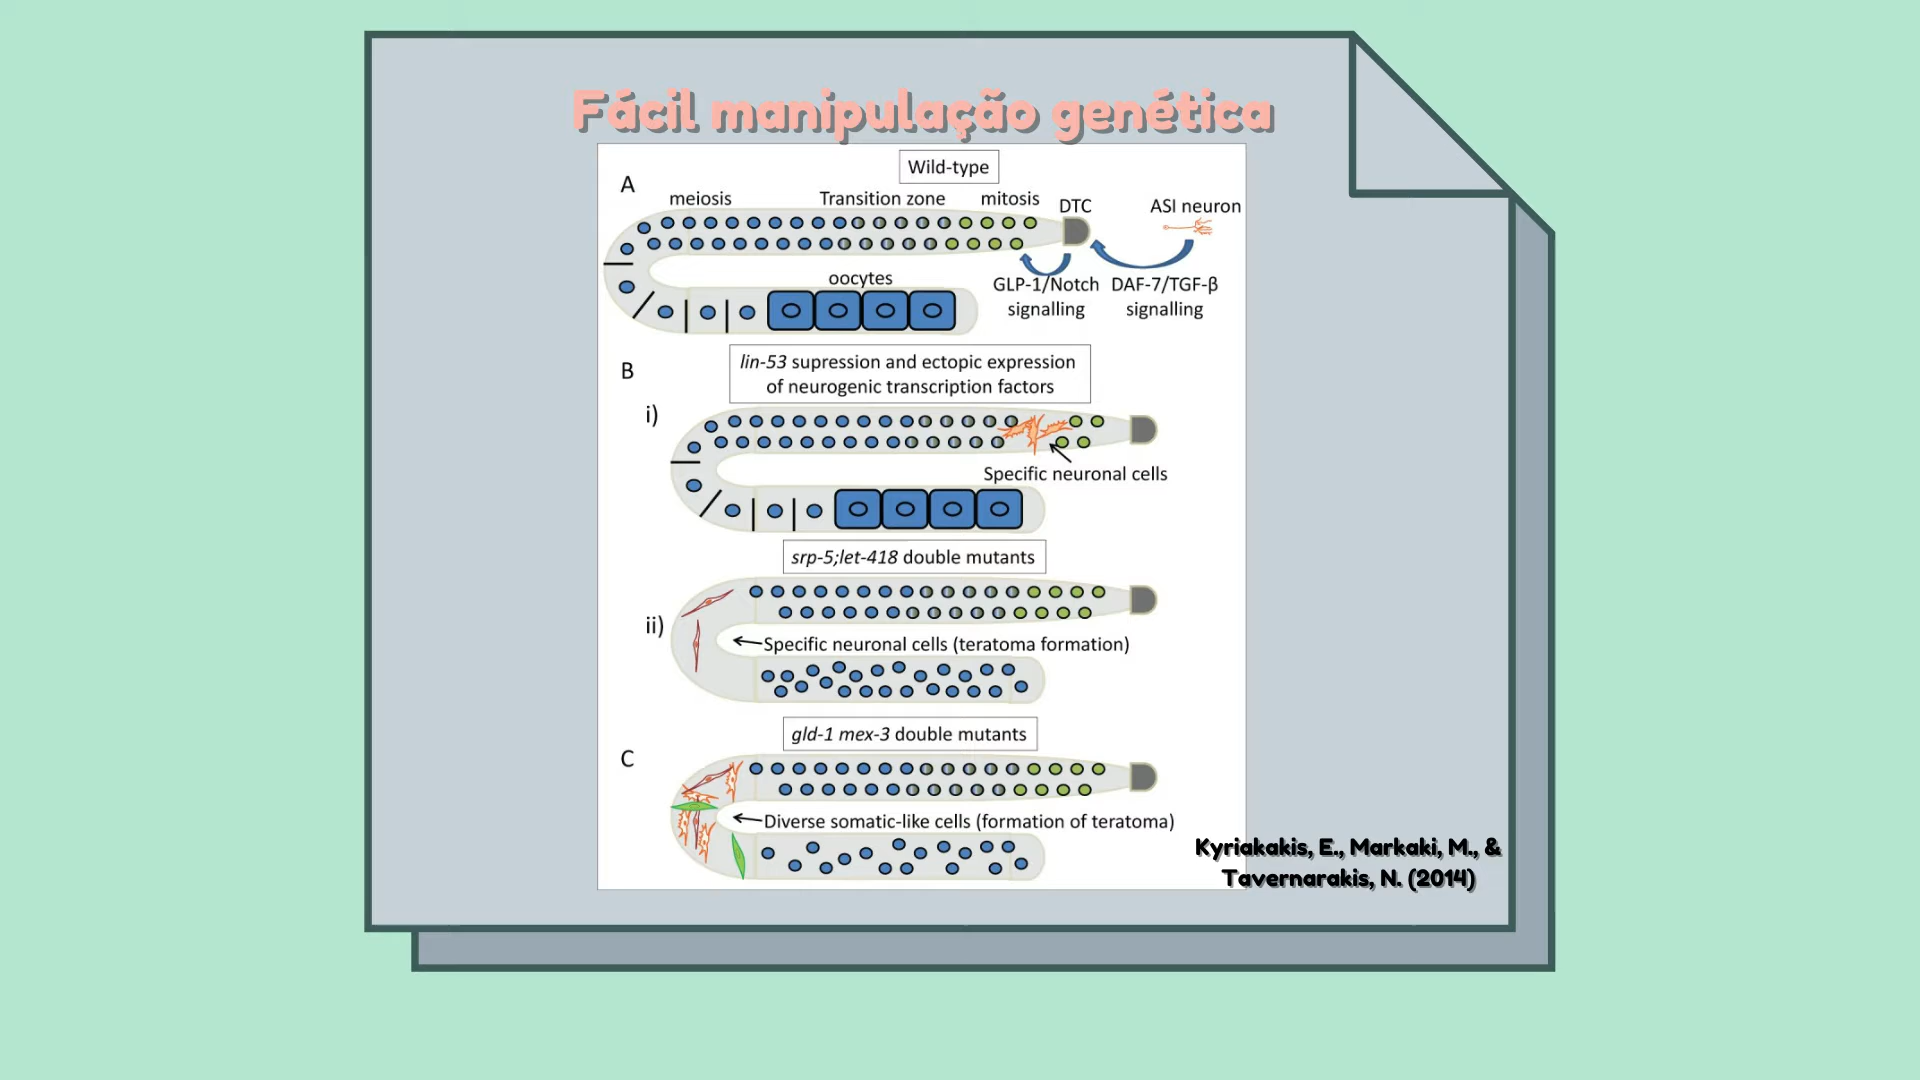 Fácil manipulação genética
Wild-type
A
meiosis Transition zone mitosis DTC ASI neuron
oocytes
GLP-1/Notch
signalling
DAF-7/TGF-β
signalling
lin-53 supression and ectopic expression
of neurogenic transcription factors
B
i)
Specific neuronal cells
srp-5;let-418 double mutants
ii)
Specific neuronal cells (teratoma formation)
gld-1 mex-3 double mutants
C
Diverse somatic-like cells (formation of teratoma)
Kyriakakis, E., Markaki, M., &
Tavernarakis, N. (2014)